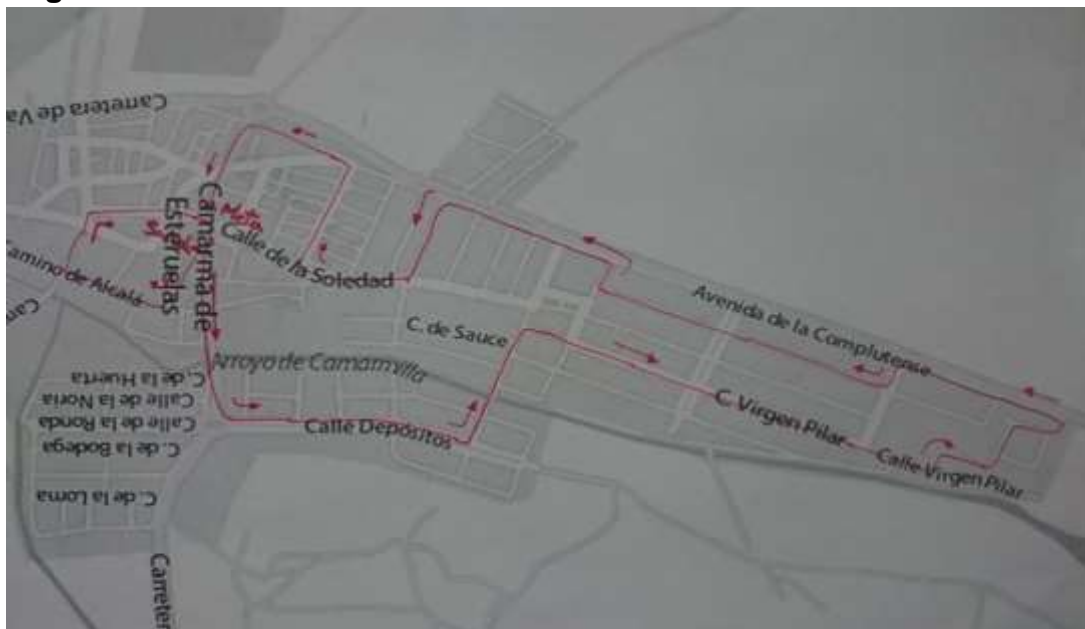 Carretera de Va
Camarma de
Esteruelas
Meta
Calle de la Soledad
Camino de Alcalá
C. de Sauce
Avenida de la Complutense
Arroyo de Camarmilla
C. de la Huerta
Calle de la Noria
Calle de la Ronda
C. de la Bodega
C. de la Loma
Calle Depósitos
C. Virgen Pilar
Calle Virgen Pilar
Carreter